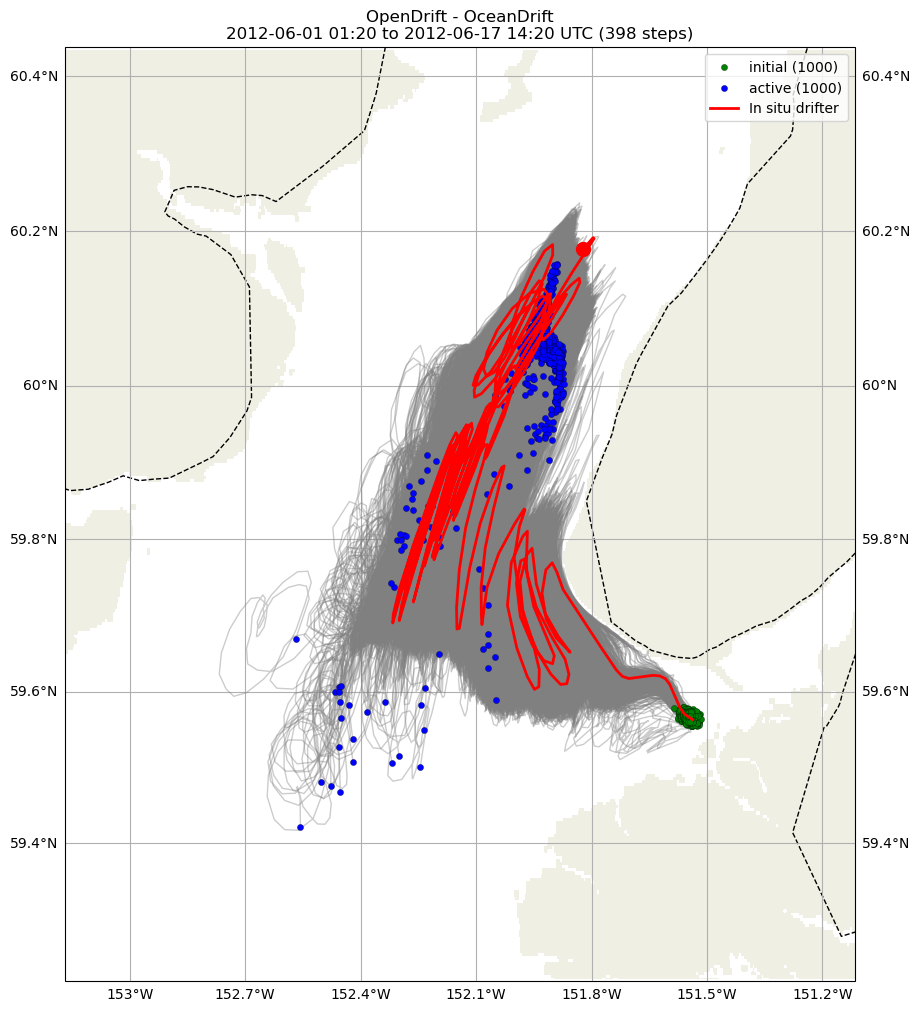 OpenDrift - OceanDrift
2012-06-01 01:20 to 2012-06-17 14:20 UTC (398 steps)
initial (1000)
active (1000)
In situ drifter
60.4°N 60.4°N
60.2°N 60.2°N
60°N 60°N
59.8°N 59.8°N
59.6°N 59.6°N
59.4°N 59.4°N
153°W 152.7°W 152.4°W 152.1°W 151.8°W 151.5°W 151.2°W